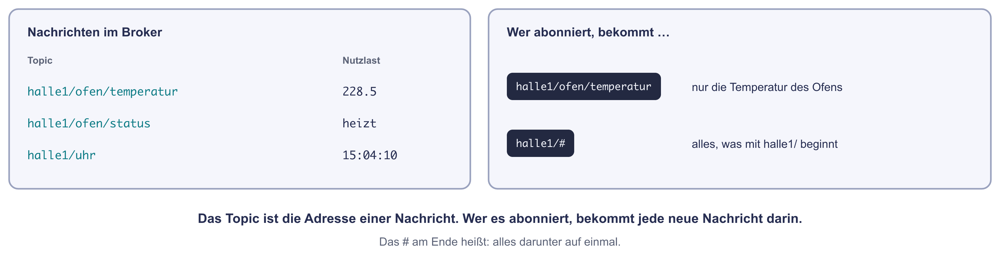 Nachrichten im Broker
Topic Nutzlast
halle1/ofen/temperatur 228.5
halle1/ofen/status heizt
halle1/uhr 15:04:10
Wer abonniert, bekommt …
halle1/ofen/temperatur nur die Temperatur des Ofens
halle1/# alles, was mit halle1/ beginnt
Das Topic ist die Adresse einer Nachricht. Wer es abonniert, bekommt jede neue Nachricht darin.
Das # am Ende heißt: alles darunter auf einmal.